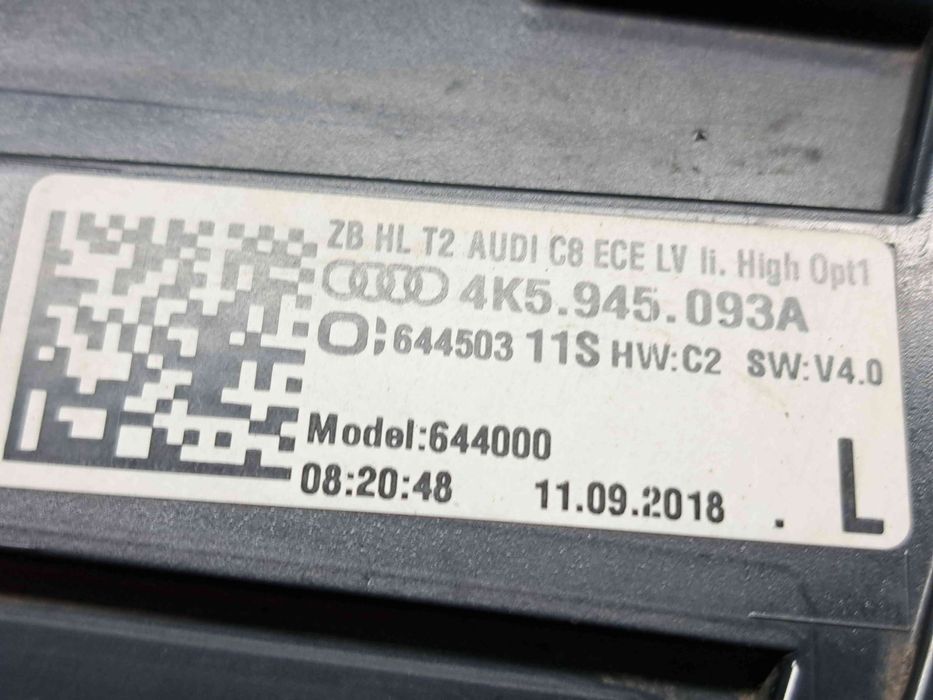 ZB HL T2 AUDI C8 ECE LV li. High Opt1
4K5.945.093A
O; 644503 11S HW:C2 SW:V4.0
Model:644000
08:20:48 11.09.2018 . L